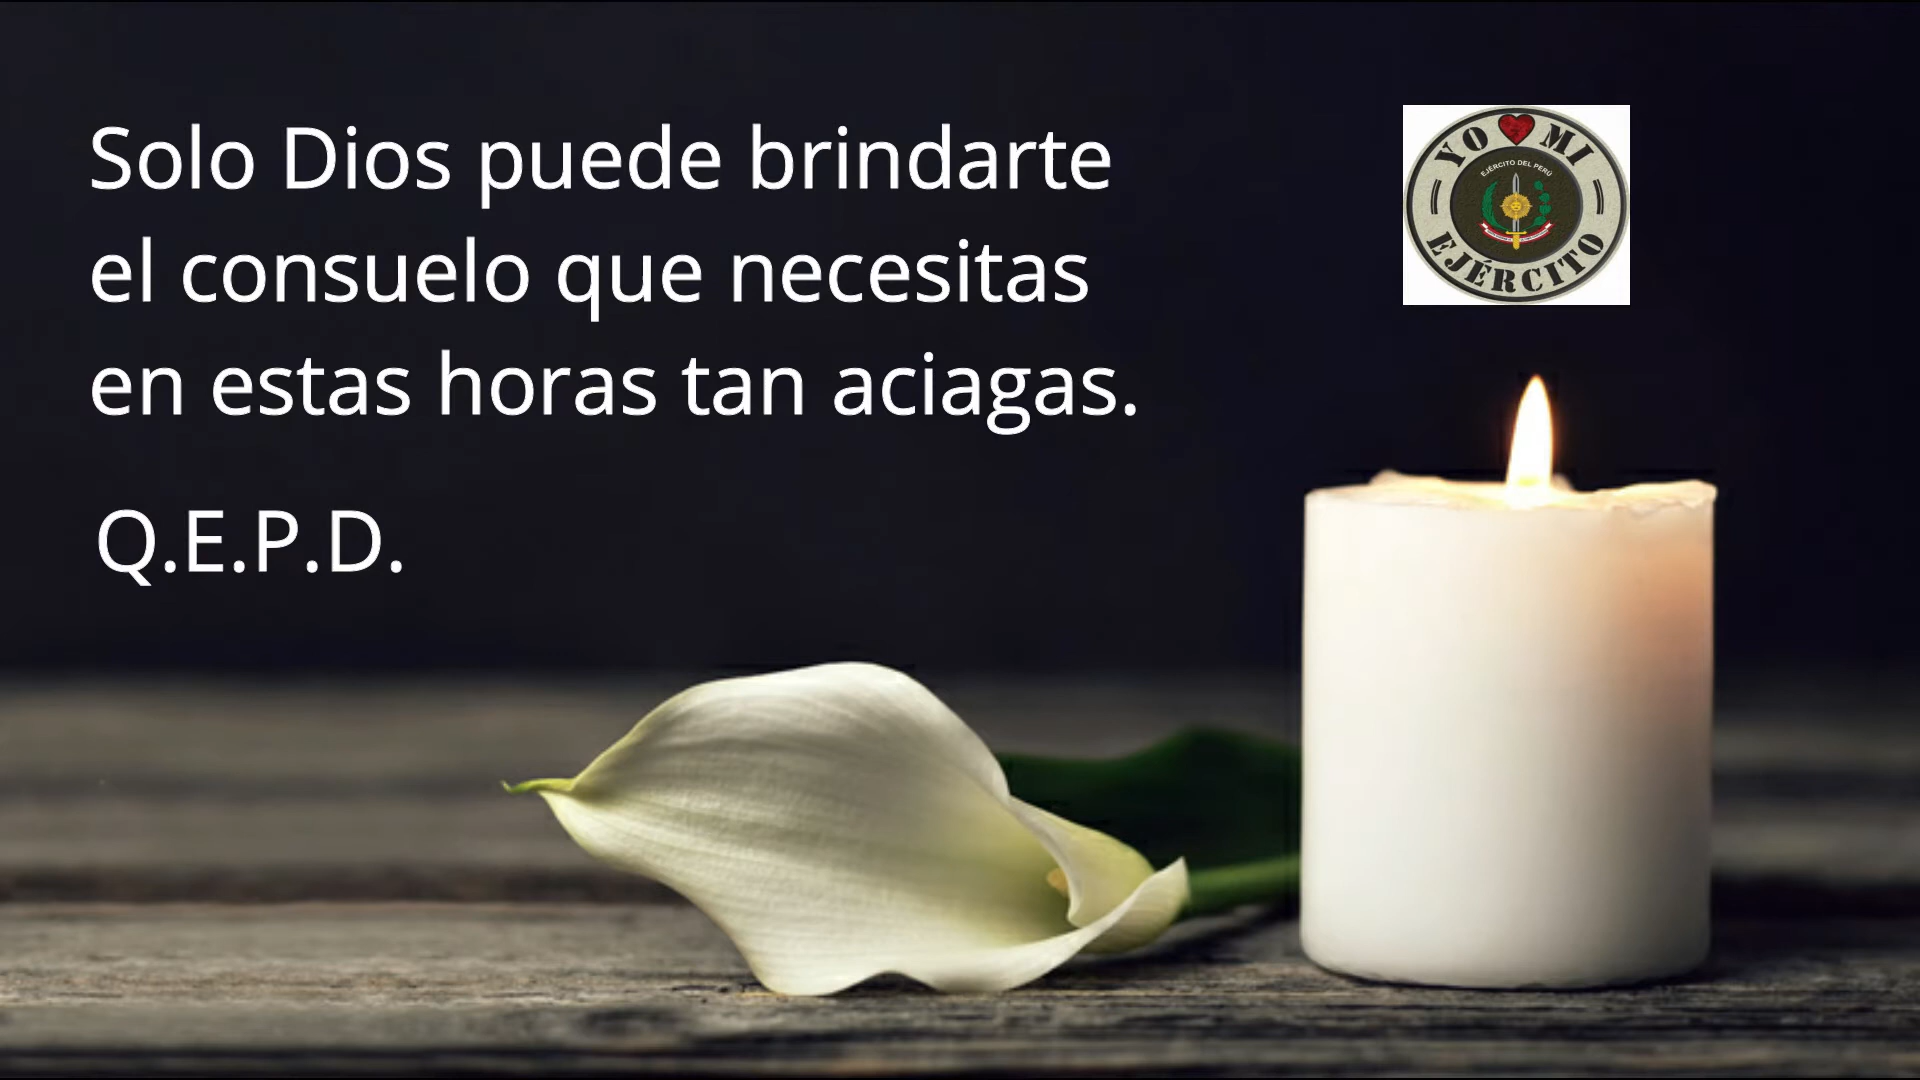 Solo Dios puede brindarte
el consuelo que necesitas
en estas horas tan aciagas.
Q.E.P.D.
YO MI
EJÉRCITO DEL PERÚ
EJÉRCITO